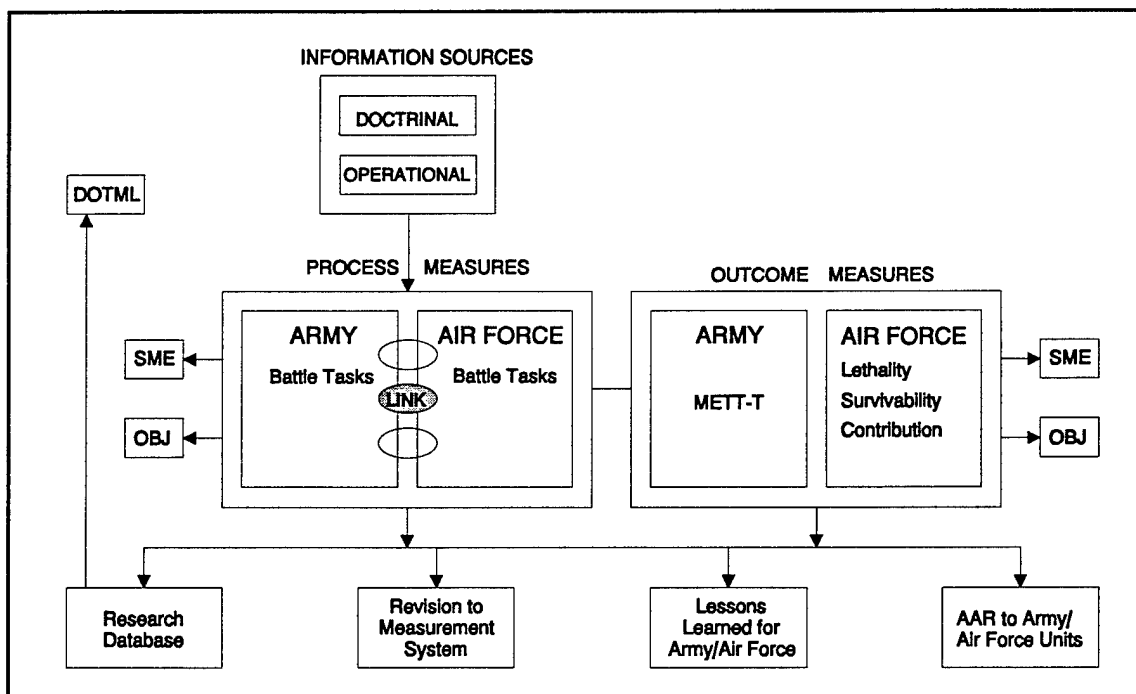 INFORMATION SOURCES
DOCTRINAL
OPERATIONAL
DOTML
PROCESS MEASURES
OUTCOME MEASURES
ARMY
Battle Tasks
AIR FORCE
Battle Tasks
LINK
ARMY
METT-T
AIR FORCE
Lethality
Survivability
Contribution
SME
OBJ
SME
OBJ
Research
Database
Revision to
Measurement
System
Lessons
Learned for
Army/Air Force
AAR to Army/
Air Force Units